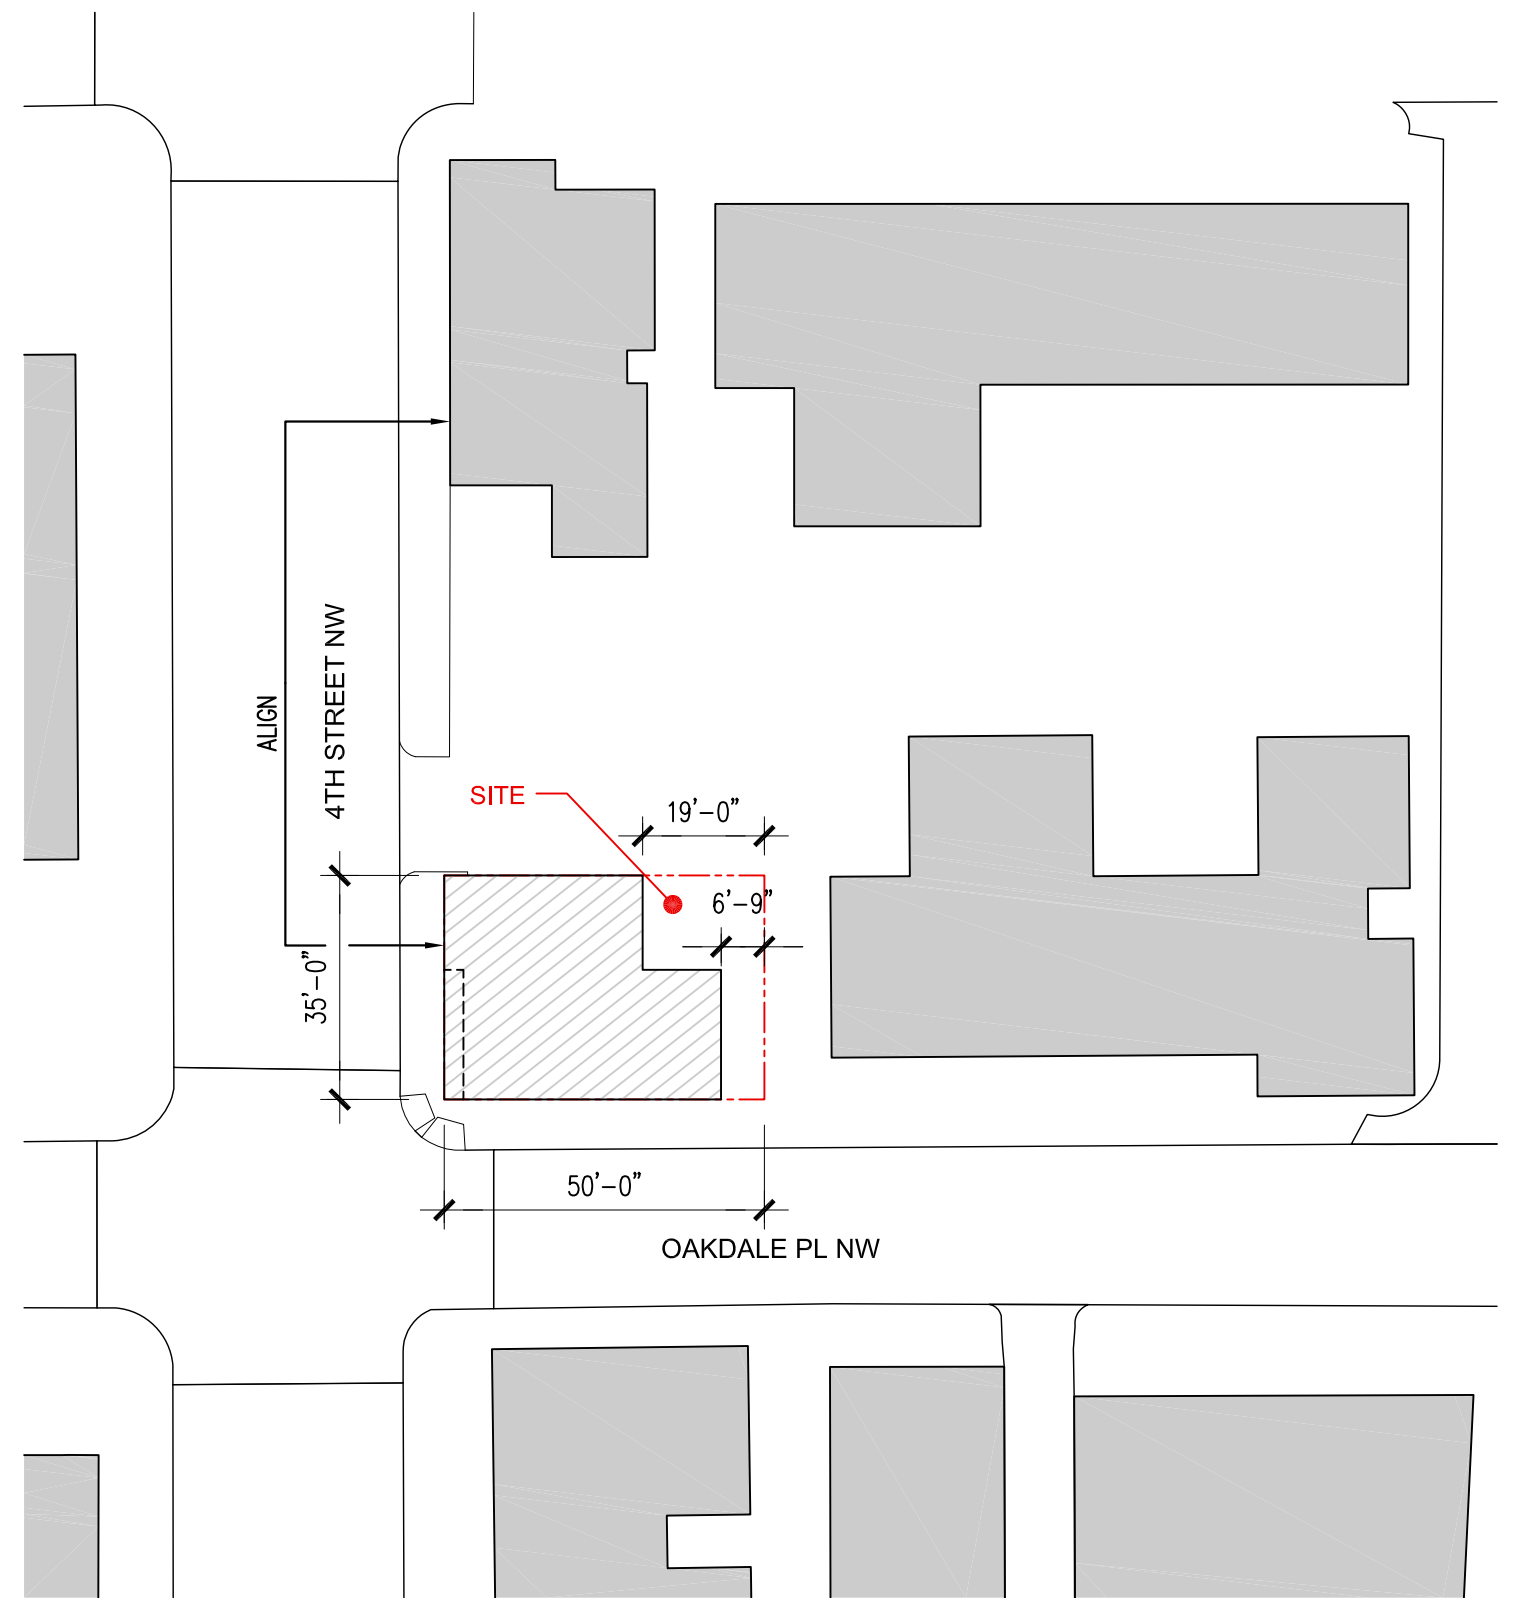 4TH STREET NW
ALIGN
SITE
19’–0”
6’–9”
35’–0”
50’–0”
OAKDALE PL NW